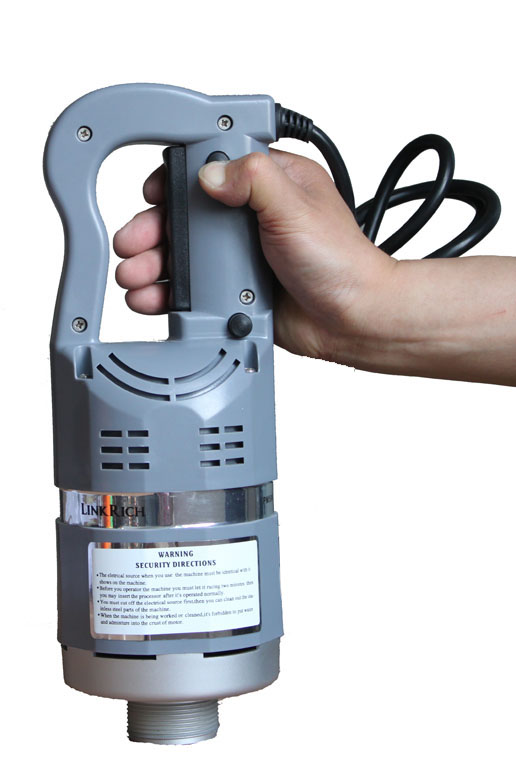 LINKRICH
WARNING
SECURITY DIRECTIONS
•The eletrical source when you use the machine must be identical with it
shows on the machine.
•Before you operator the machine you must let it racing two minutes then
you may insert the processor after it's operated normally.
•You must cut off the electrical source first,then you can clean out the sta-
inless steel parts of the machine.
•When the machine is being worked or cleaned,it's forbidden to put water
and admixture into the crust of motor.